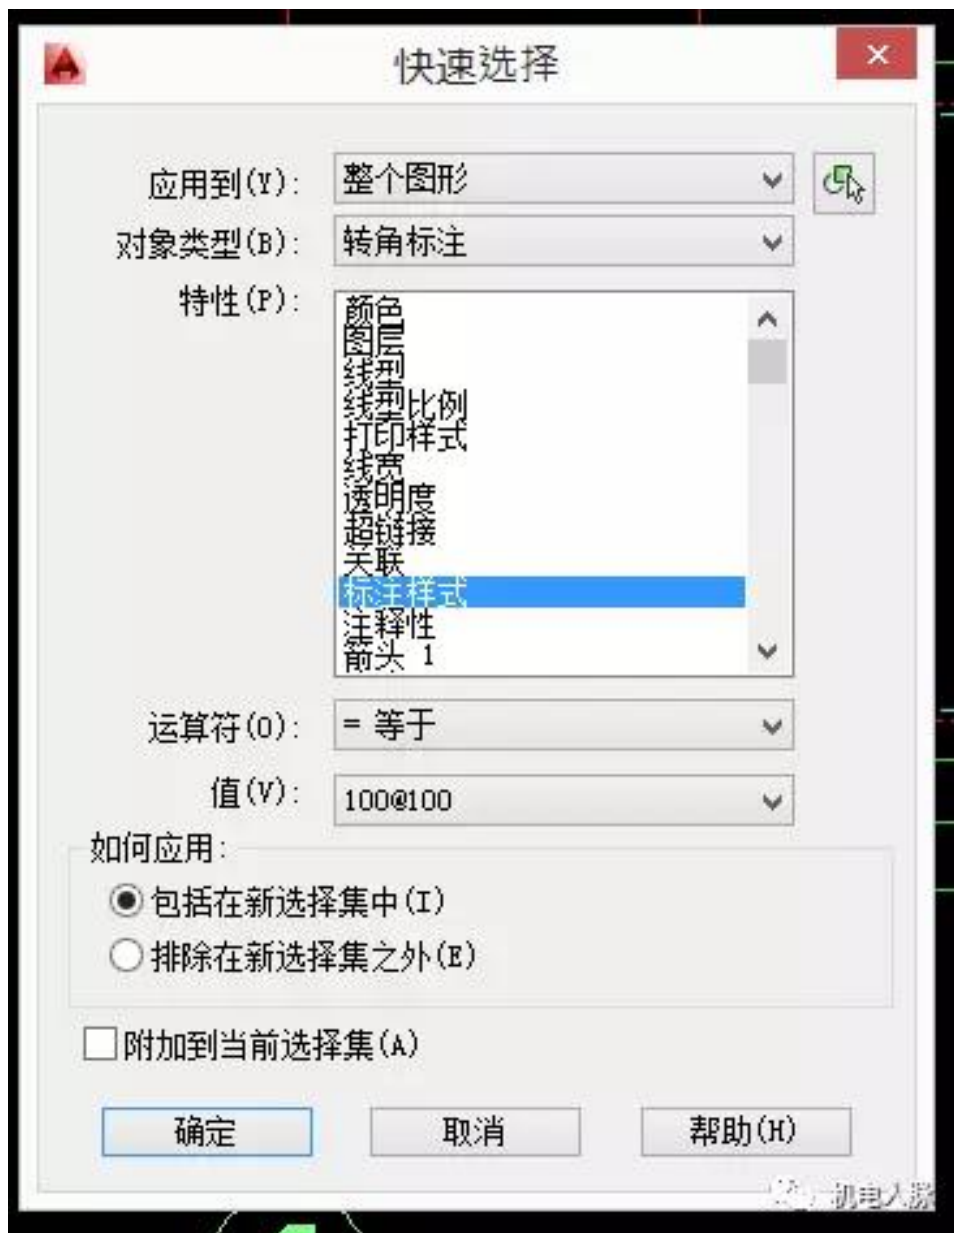 快速选择
应用到(Y): 整个图形
对象类型(B): 转角标注
特性(P):
颜色
图层
线型
线型比例
打印样式
线宽
透明度
超链接
关联
标注样式
注释性
箭头 1
运算符(O): = 等于
值(V): 100@100
如何应用:
包括在新选择集中(I)
排除在新选择集之外(E)
附加到当前选择集(A)
确定 取消 帮助(H)
机电人脉